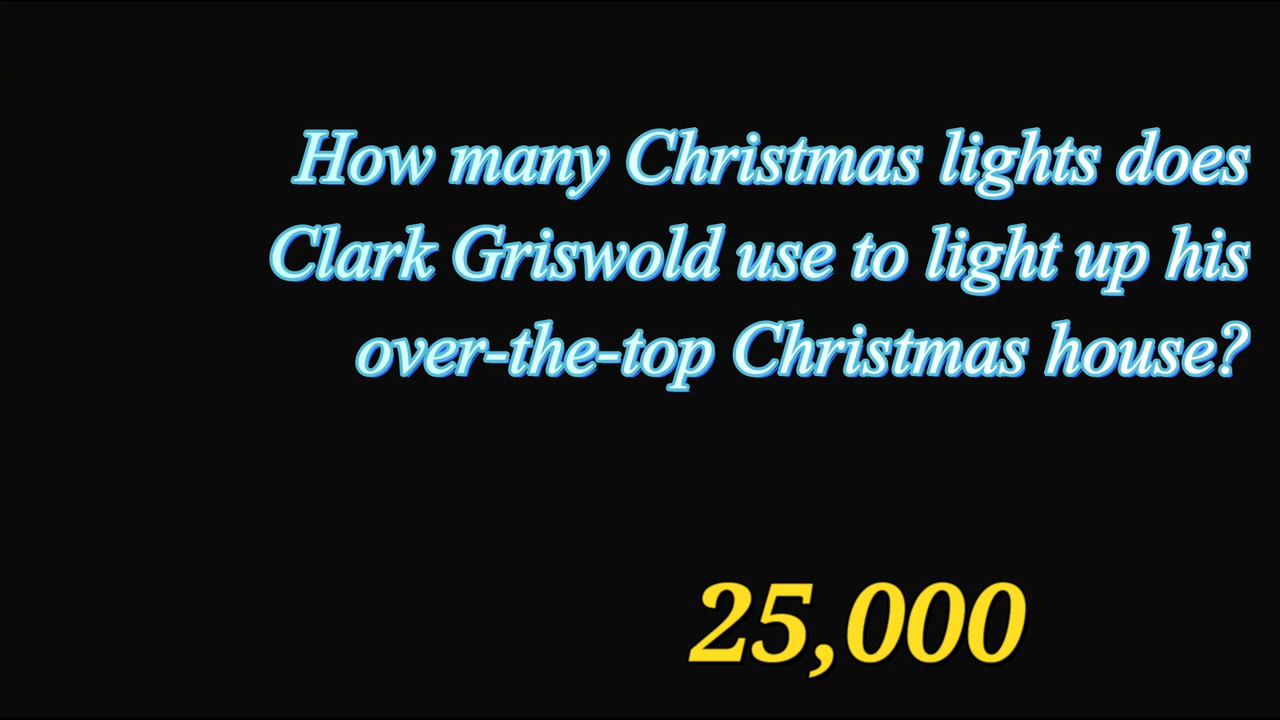 How many Christmas lights does
Clark Griswold use to light up his
over-the-top Christmas house?
25,000